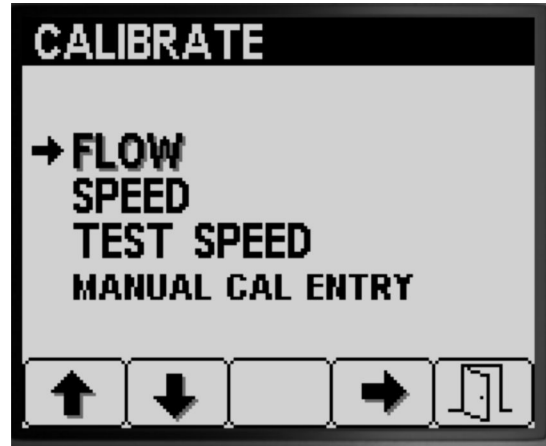 CALIBRATE
FLOW
SPEED
TEST SPEED
MANUAL CAL ENTRY